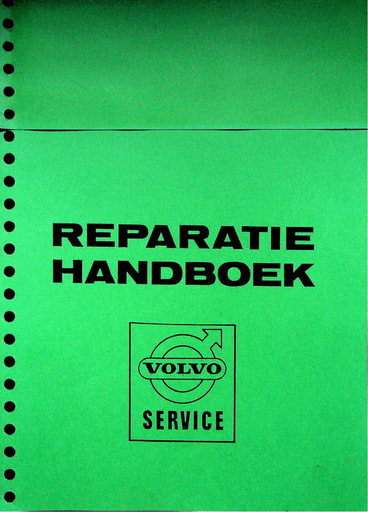 REPARATIE
HANDBOEK
VOLVO
SERVICE